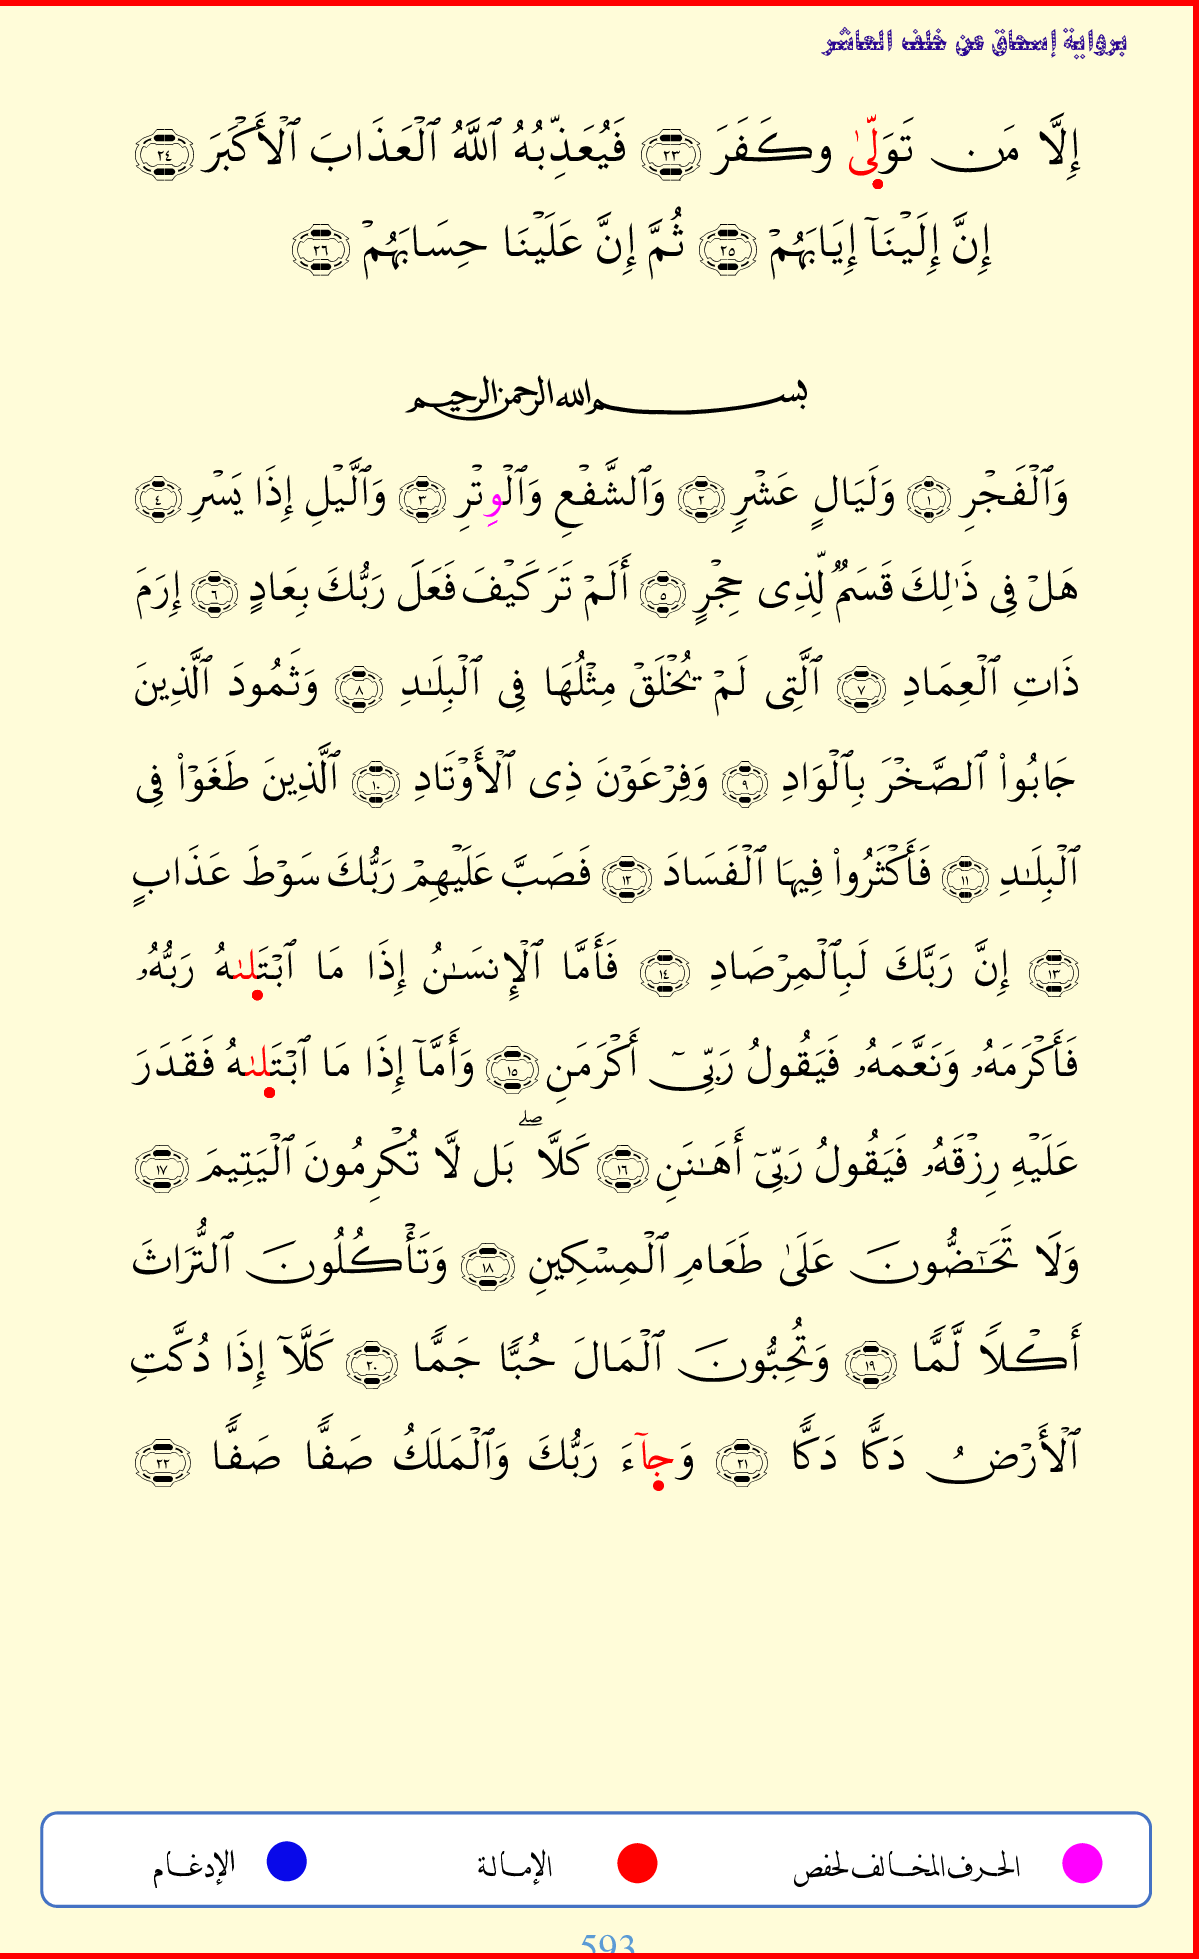 برواية إسحاق عن خلف العاشر
إِلَّا مَن تَوَلَّىٰ وكَفَرَ ٢٣ فَيُعَذِّبُهُ ٱللَّهُ ٱلْعَذَابَ ٱلْأَكْبَرَ ٢٤
إِنَّ إِلَيْنَآ إِيَابَهُمْ ٢٥ ثُمَّ إِنَّ عَلَيْنَا حِسَابَهُمْ ٢٦
بسم الله الرحمن الرحيم
وَٱلْفَجْرِ ١ وَلَيَالٍ عَشْرٍ ٢ وَٱلشَّفْعِ وَٱلْوِتْرِ ٣ وَٱلَّيْلِ إِذَا يَسْرِ ٤
هَلْ فِى ذَٰلِكَ قَسَمٌ لِّذِى حِجْرٍ ٥ أَلَمْ تَرَ كَيْفَ فَعَلَ رَبُّكَ بِعَادٍ ٦ إِرَمَ
ذَاتِ ٱلْعِمَادِ ٧ ٱلَّتِى لَمْ يُخْلَقْ مِثْلُهَا فِى ٱلْبِلَـٰدِ ٨ وَثَمُودَ ٱلَّذِينَ
جَابُوا۟ ٱلصَّخْرَ بِٱلْوَادِ ٩ وَفِرْعَوْنَ ذِى ٱلْأَوْتَادِ ١٠ ٱلَّذِينَ طَغَوْا۟ فِى
ٱلْبِلَـٰدِ ١١ فَأَكْثَرُوا۟ فِيهَا ٱلْفَسَادَ ١٢ فَصَبَّ عَلَيْهِمْ رَبُّكَ سَوْطَ عَذَابٍ
١٣ إِنَّ رَبَّكَ لَبِٱلْمِرْصَادِ ١٤ فَأَمَّا ٱلْإِنسَـٰنُ إِذَا مَا ٱبْتَلَىٰهُ رَبُّهُۥ
فَأَكْرَمَهُۥ وَنَعَّمَهُۥ فَيَقُولُ رَبِّىٓ أَكْرَمَنِ ١٥ وَأَمَّآ إِذَا مَا ٱبْتَلَىٰهُ فَقَدَرَ
عَلَيْهِ رِزْقَهُۥ فَيَقُولُ رَبِّىٓ أَهَـٰنَنِ ١٦ كَلَّا ۖ بَل لَّا تُكْرِمُونَ ٱلْيَتِيمَ ١٧
وَلَا تَحَـٰٓضُّونَ عَلَىٰ طَعَامِ ٱلْمِسْكِينِ ١٨ وَتَأْكُلُونَ ٱلتُّرَاثَ
أَكْلًا لَّمًّا ١٩ وَتُحِبُّونَ ٱلْمَالَ حُبًّا جَمًّا ٢٠ كَلَّآ إِذَا دُكَّتِ
ٱلْأَرْضُ دَكًّا دَكًّا ٢١ وَجِآءَ رَبُّكَ وَٱلْمَلَكُ صَفًّا صَفًّا ٢٢
الحرف المخالف لحفص الإمالة الإدغام
593